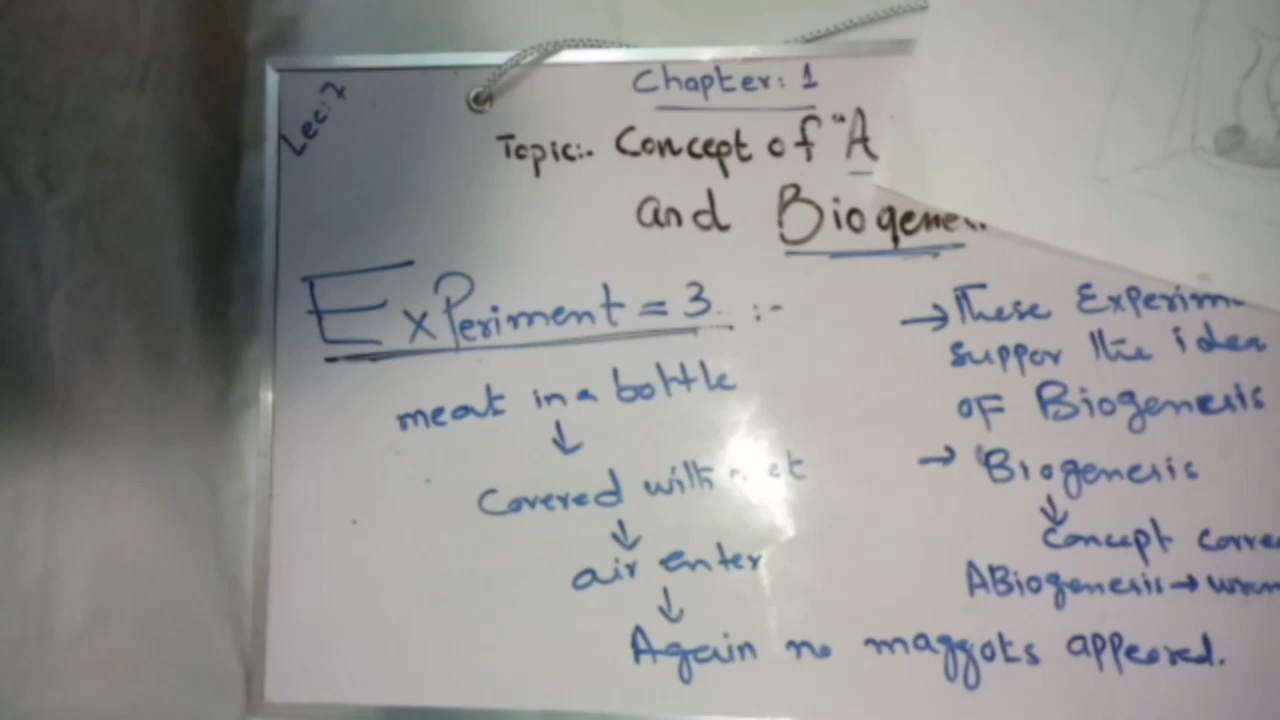 Lec:2
Chapter: 1
Topic:- Concept of "A
and Biogene
ExPeriment = 3 :-
meat in a bottle
↓
Covered with
↓
air enter
↓
Again no maggots appeared.
→ These Experim
suppor the idea
of Biogenesis
→ Biogenesis
↓
Concept corre
ABiogenesis →